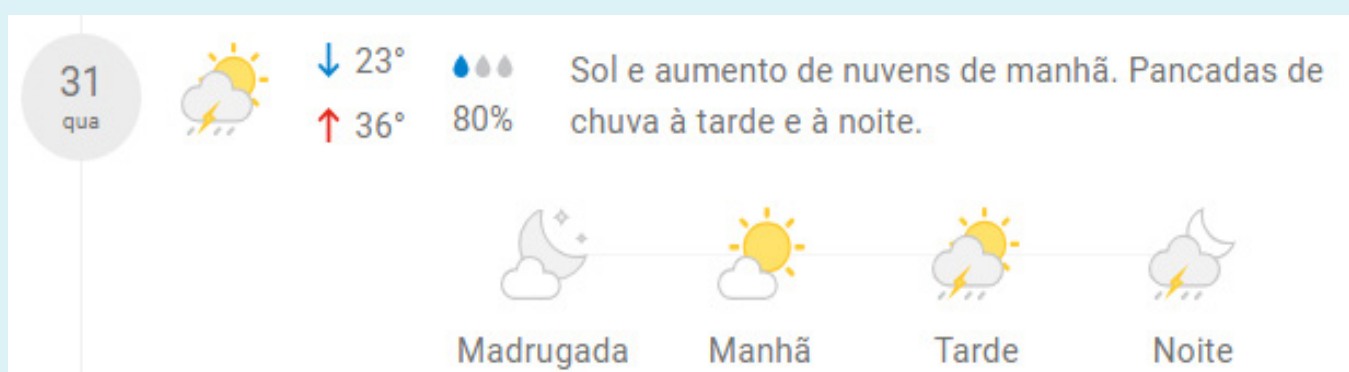 31
qua
↓ 23°
↑ 36°
80%
Sol e aumento de nuvens de manhã. Pancadas de
chuva à tarde e à noite.
Madrugada
Manhã
Tarde
Noite